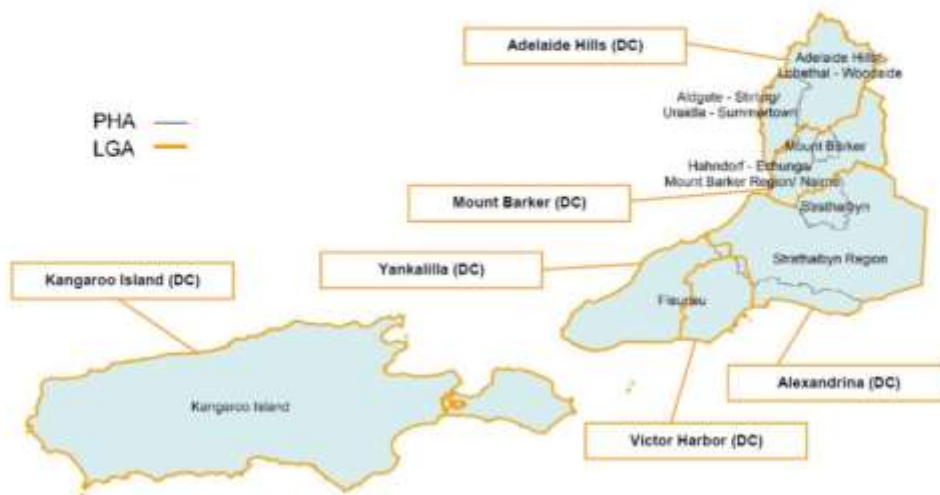 Adelaide Hills (DC)
Adelaide Hills/
Lobethal - Woodside
Aldgate - Stirling/
Uraidla - Summertown
PHA
LGA
Mount Barker
Hahndorf - Echunga/
Mount Barker Region/ Nairne
Mount Barker (DC)
Strathalbyn
Yankalilla (DC)
Strathalbyn Region
Kangaroo Island (DC)
Fleurieu
Alexandrina (DC)
Kangaroo Island
Victor Harbor (DC)